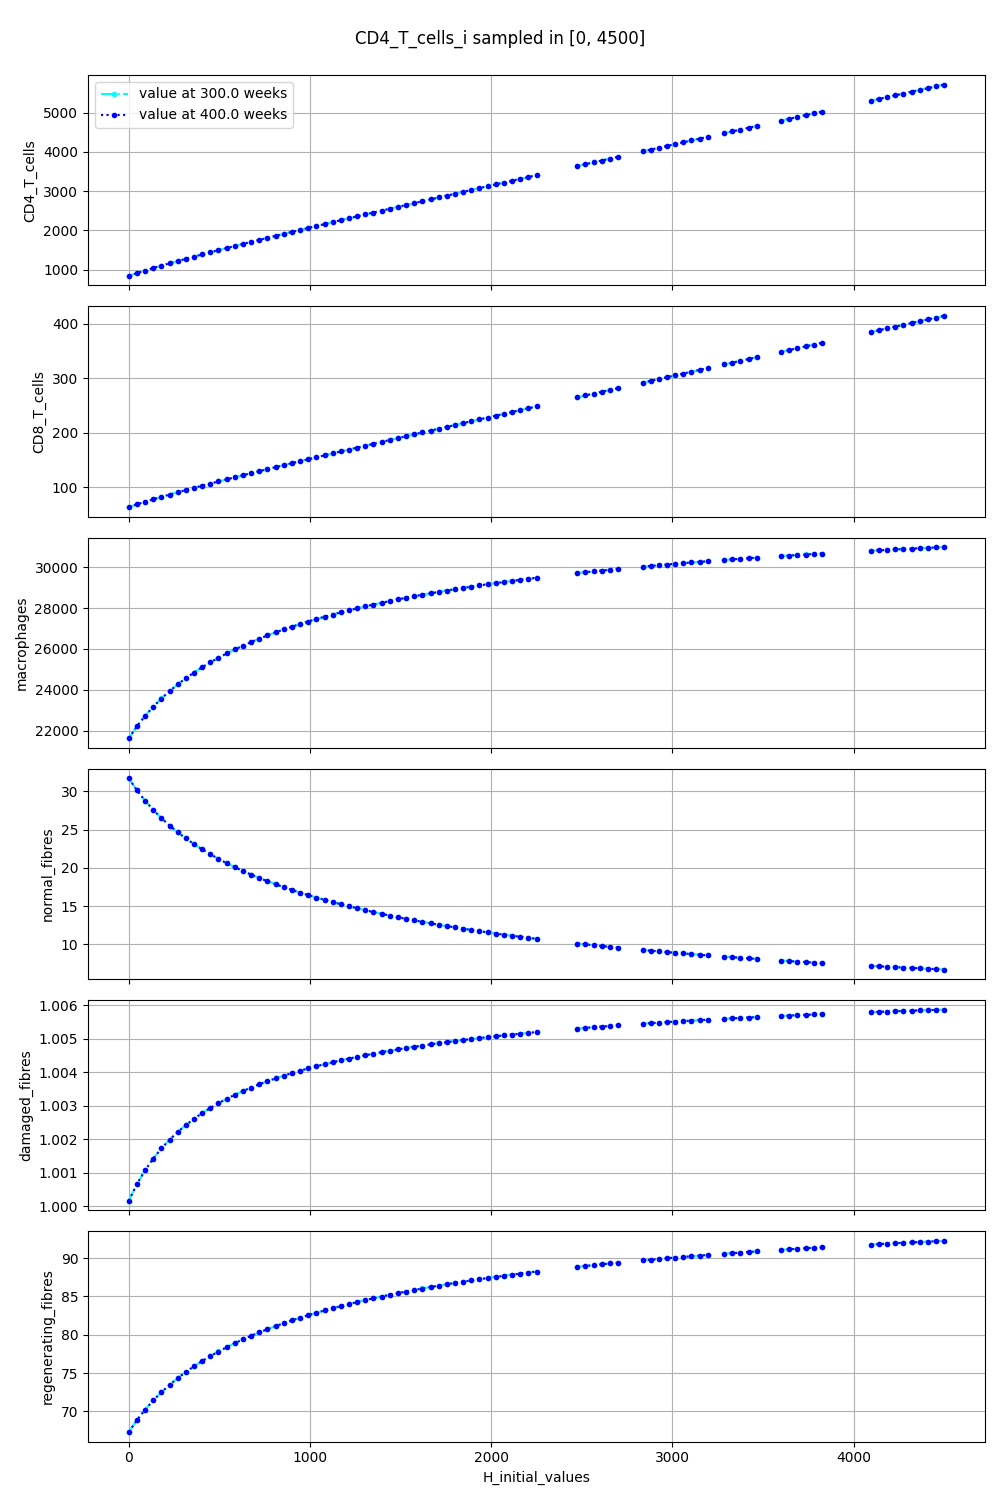 CD4_T_cells_i sampled in [0, 4500]
value at 300.0 weeks
value at 400.0 weeks
CD4_T_cells
5000
4000
3000
2000
1000
CD8_T_cells
400
300
200
100
macrophages
30000
28000
26000
24000
22000
normal_fibres
30
25
20
15
10
damaged_fibres
1.006
1.005
1.004
1.003
1.002
1.001
1.000
regenerating_fibres
90
85
80
75
70
0 1000 2000 3000 4000
H_initial_values